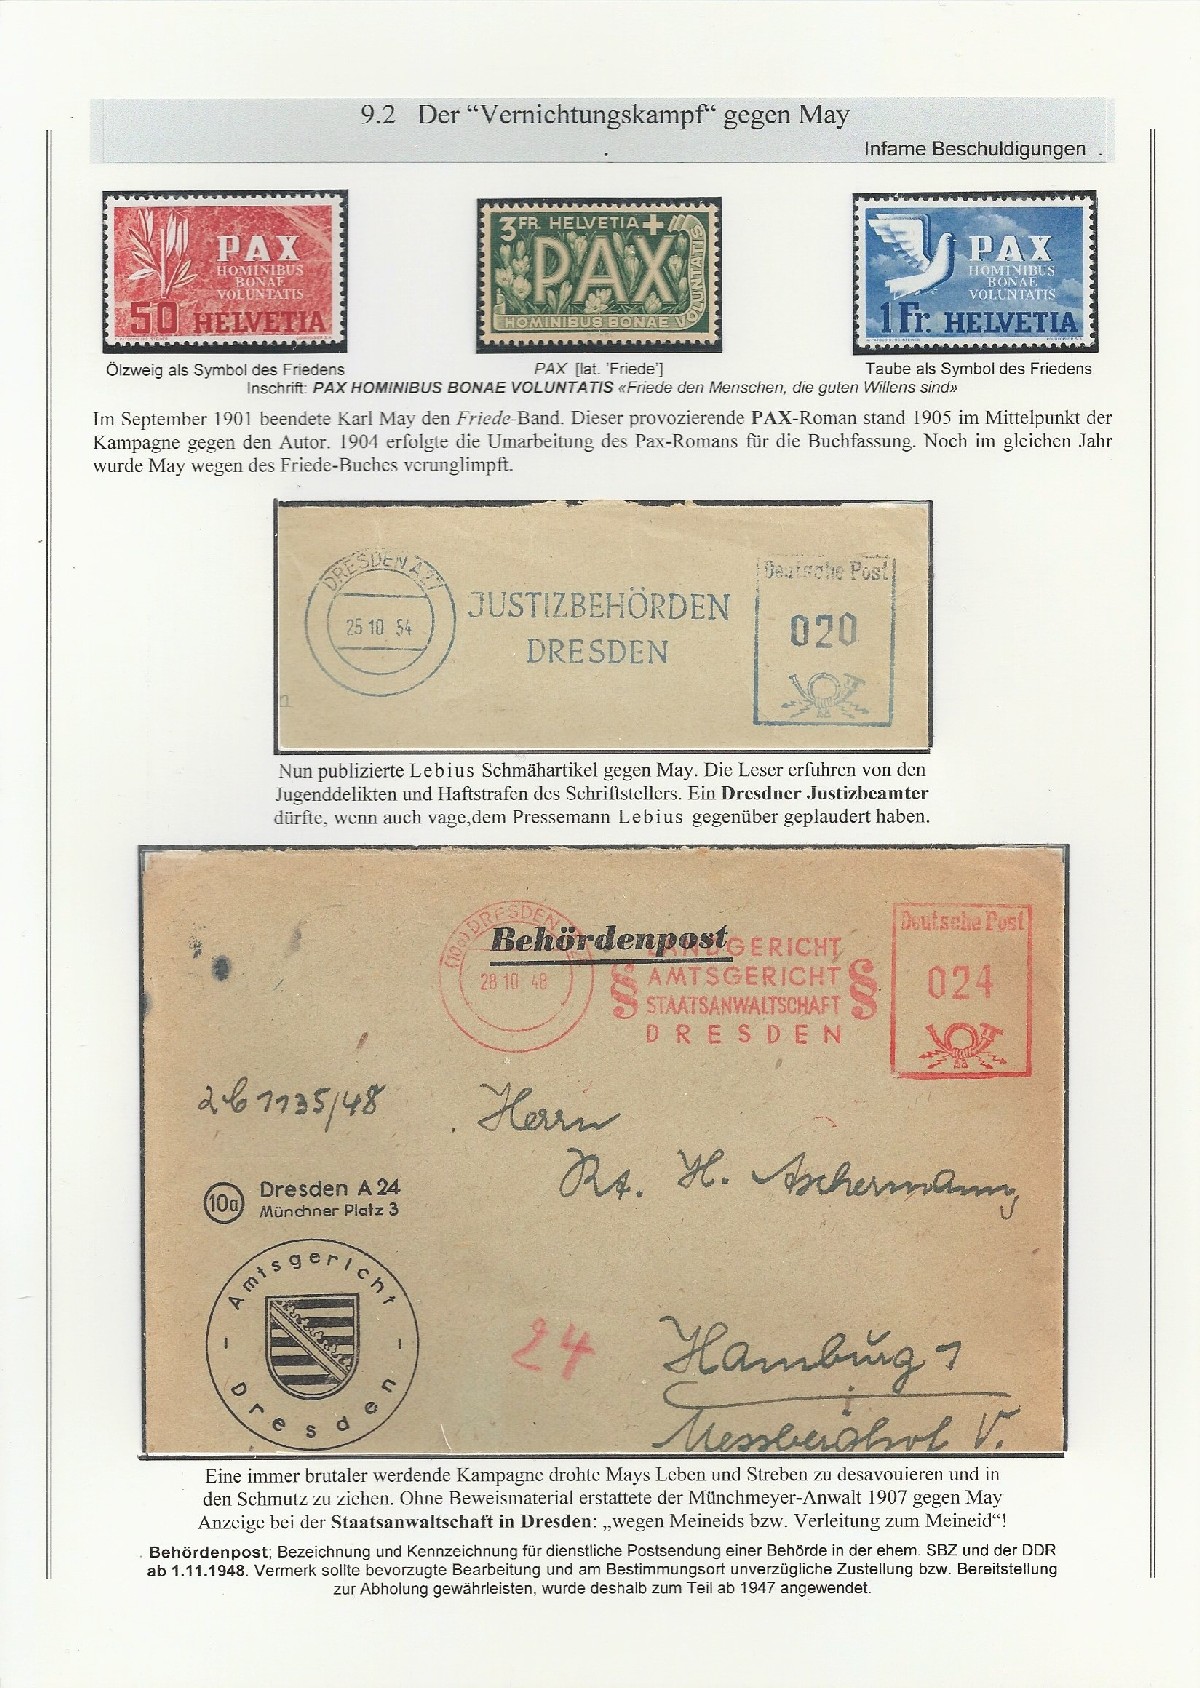 9.2 Der “Vernichtungskampf“ gegen May
Infame Beschuldigungen .
PAX
HOMINIBUS
BONAE
VOLUNTATIS
50 HELVETIA
3FR. HELVETIA
PAX
HOMINIBUS BONAE VOLUNTATIS
PAX
HOMINIBUS
BONAE
VOLUNTATIS
1Fr. HELVETIA
Ölzweig als Symbol des Friedens
PAX [lat. 'Friede']
Taube als Symbol des Friedens
Inschrift: PAX HOMINIBUS BONAE VOLUNTATIS «Friede den Menschen, die guten Willens sind»
Im September 1901 beendete Karl May den Friede-Band. Dieser provozierende PAX-Roman stand 1905 im Mittelpunkt der
Kampagne gegen den Autor. 1904 erfolgte die Umarbeitung des Pax-Romans für die Buchfassung. Noch im gleichen Jahr
wurde May wegen des Friede-Buches verunglimpft.
DRESDEN A27
25 10 54
JUSTIZBEHÖRDEN
DRESDEN
Deutsche Post
020
Nun publizierte Lebius Schmähartikel gegen May. Die Leser erfuhren von den
Jugenddelikten und Haftstrafen des Schriftstellers. Ein Dresdner Justizbeamter
dürfte, wenn auch vage,dem Pressemann Lebius gegenüber geplaudert haben.
(10a) DRESDEN
28 10 48
Behördenpost
LANDGERICHT
§ AMTSGERICHT §
STAATSANWALTSCHAFT
DRESDEN
Deutsche Post
024
2 C 1135/48
Herrn
RA. H. Aschermann
10a
Dresden A 24
Münchner Platz 3
Amtsgericht
- Dresden -
24
Hamburg 1
Messberghof V.
Eine immer brutaler werdende Kampagne drohte Mays Leben und Streben zu desavouieren und in
den Schmutz zu ziehen. Ohne Beweismaterial erstattete der Münchmeyer-Anwalt 1907 gegen May
Anzeige bei der Staatsanwaltschaft in Dresden: „wegen Meineids bzw. Verleitung zum Meineid“!
. Behördenpost; Bezeichnung und Kennzeichnung für dienstliche Postsendung einer Behörde in der ehem. SBZ und der DDR
ab 1.11.1948. Vermerk sollte bevorzugte Bearbeitung und am Bestimmungsort unverzügliche Zustellung bzw. Bereitstellung
zur Abholung gewährleisten, wurde deshalb zum Teil ab 1947 angewendet.